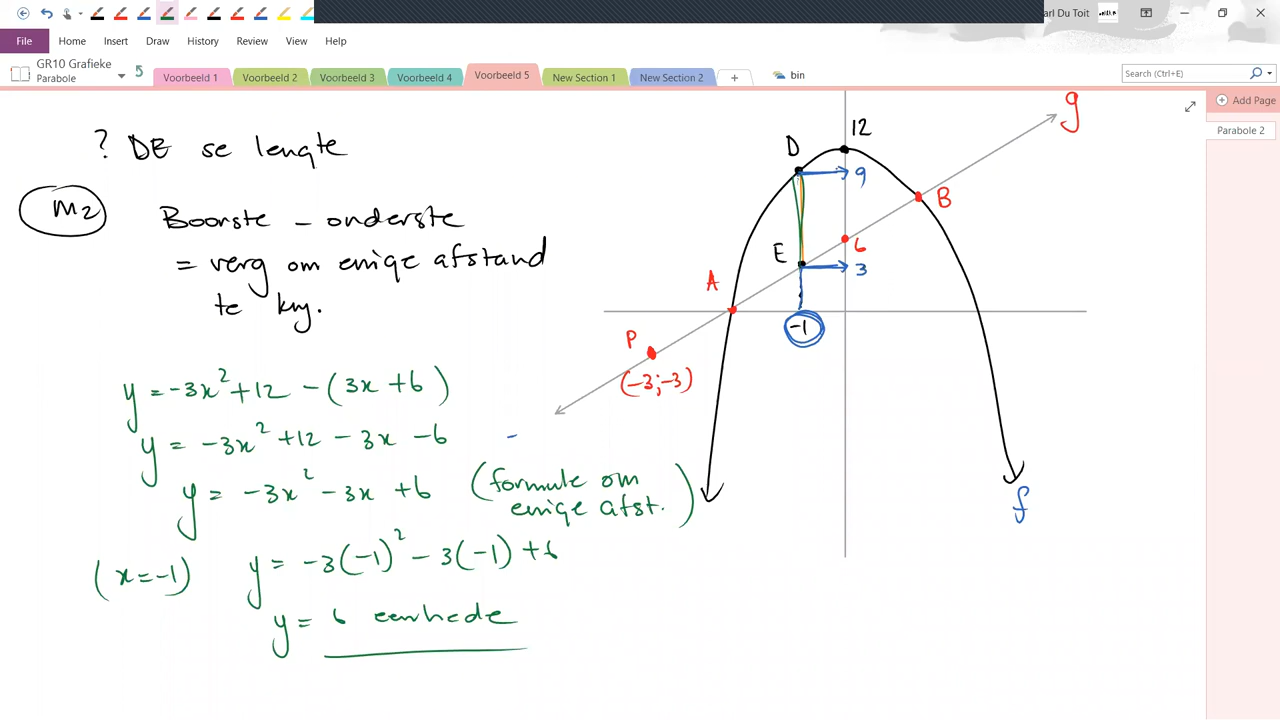 arl Du Toit
File Home Insert Draw History Review View Help
GR10 Grafieke
Parabole
Voorbeeld 1 Voorbeeld 2 Voorbeeld 3 Voorbeeld 4 Voorbeeld 5 New Section 1 New Section 2 + bin
Search (Ctrl+E)
Add Page
Parabole 2
? DE se lengte
m2
Boonste - onderste
= verg om enige afstand
te kry.
y = -3x² + 12 - (3x + 6)
y = -3x² + 12 - 3x - 6
y = -3x² - 3x + 6 (formule om
enige afst.)
(x = -1) y = -3(-1)² - 3(-1) + 6
y = 6 eenhede
g
12
D
9
B
6
E
3
A
-1
P
(-3;-3)
f